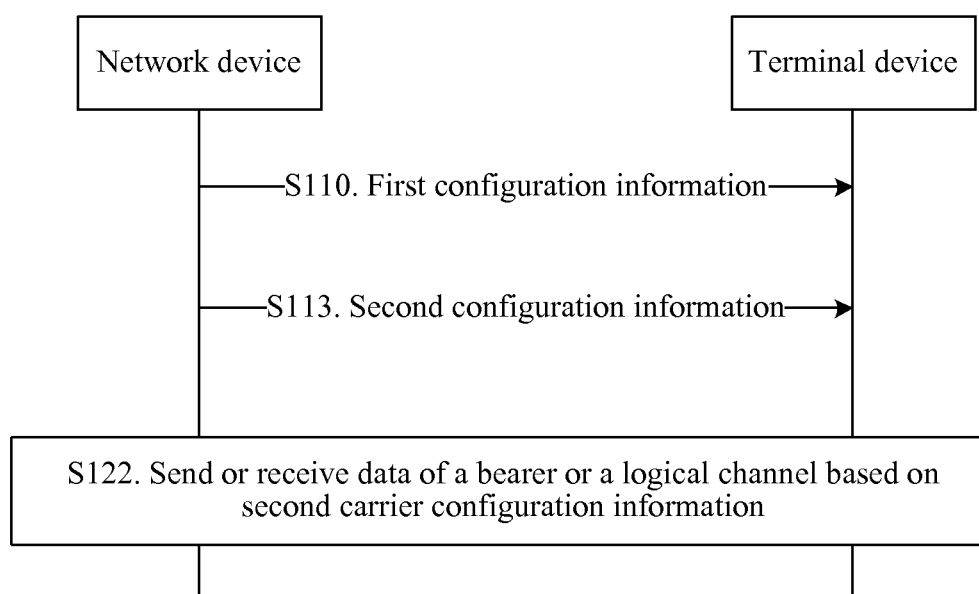 Network device
Terminal device
S110. First configuration information
S113. Second configuration information
S122. Send or receive data of a bearer or a logical channel based on
second carrier configuration information